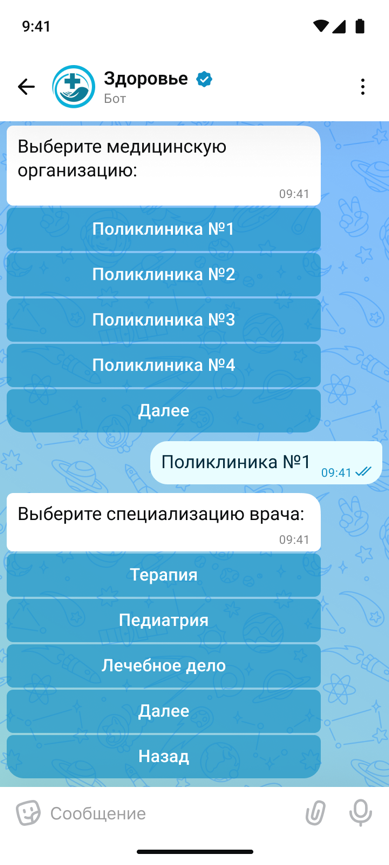 9:41
Здоровье
Бот
Выберите медицинскую
организацию:
09:41
Поликлиника №1
Поликлиника №2
Поликлиника №3
Поликлиника №4
Далее
Поликлиника №1
09:41
Выберите специализацию врача:
09:41
Терапия
Педиатрия
Лечебное дело
Далее
Назад
Сообщение